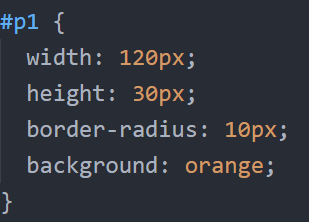 #p1 {
  width: 120px;
  height: 30px;
  border-radius: 10px;
  background: orange;
}